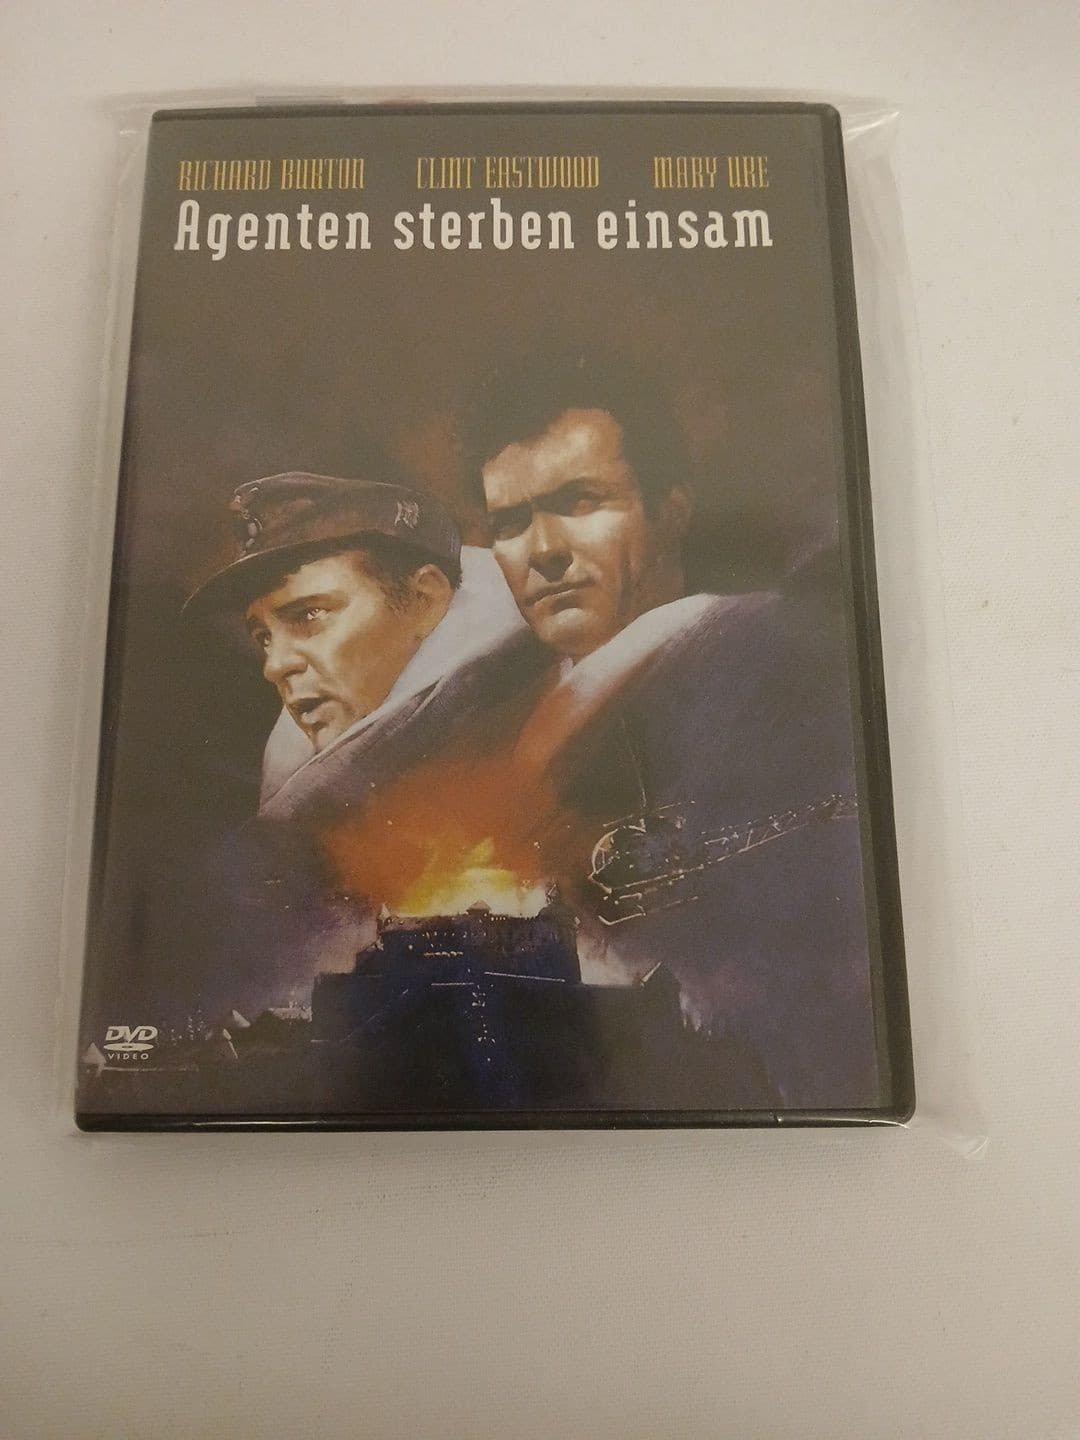 RICHARD BURTON CLINT EASTWOOD MARY URE
Agenten sterben einsam
DVD
VIDEO